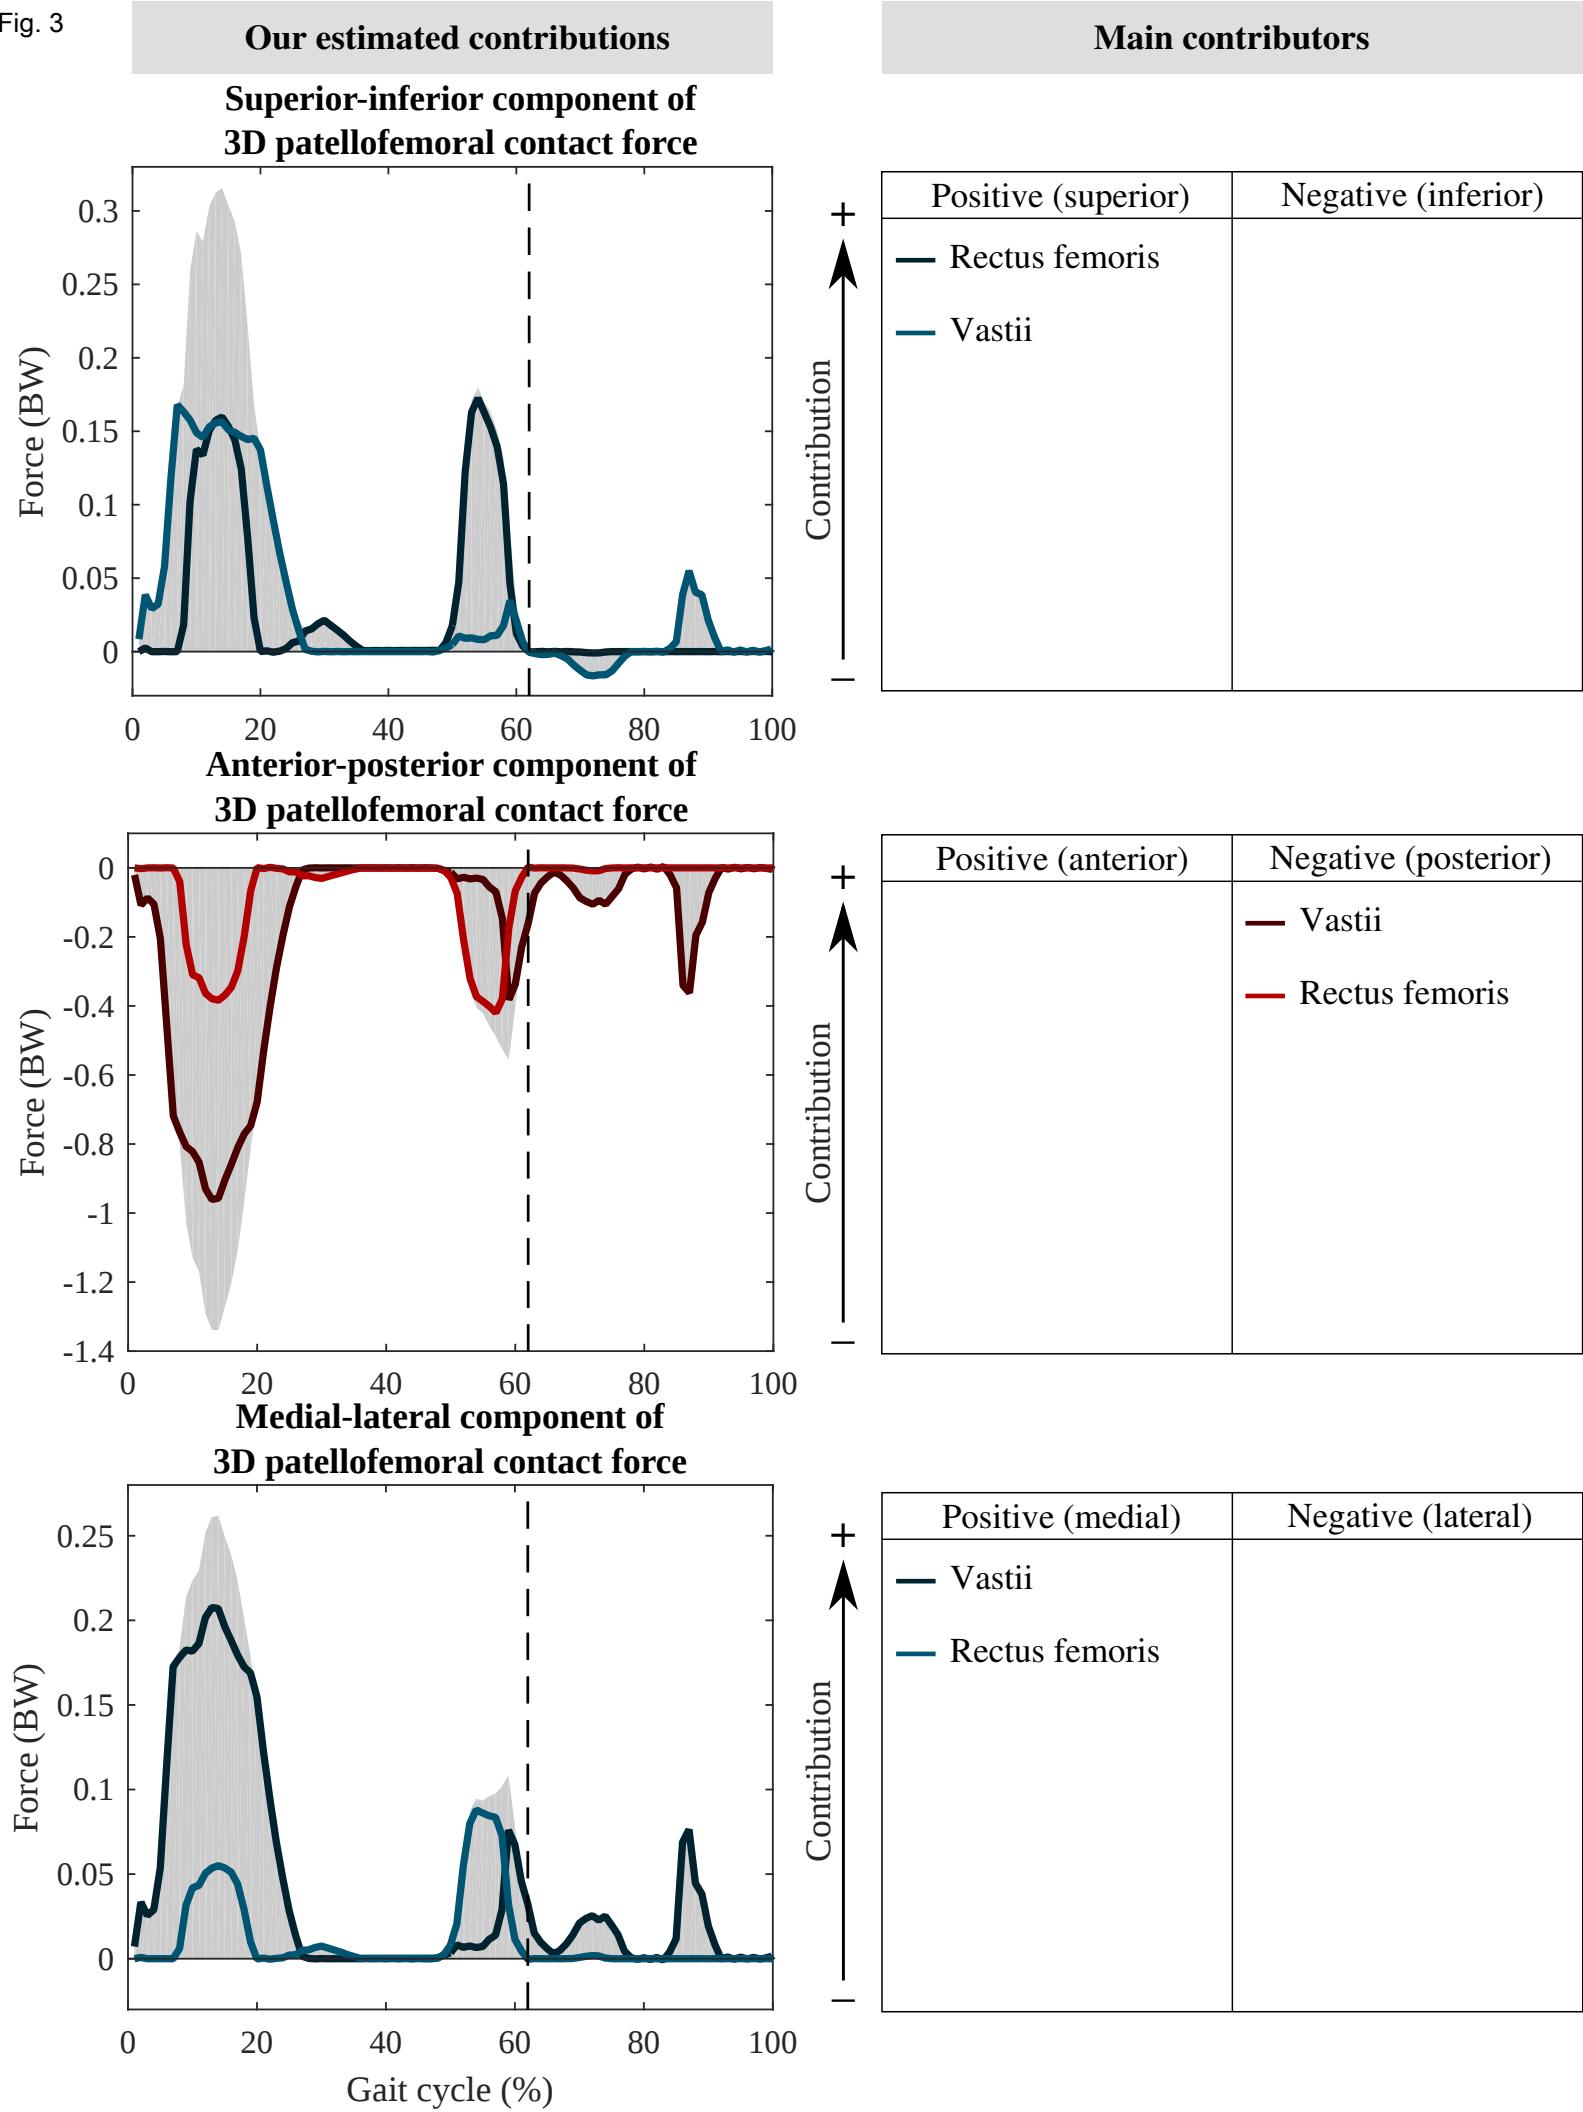 Fig. 3
Our estimated contributions
Main contributors
Superior-inferior component of
3D patellofemoral contact force
Force (BW)
0.3
0.25
0.2
0.15
0.1
0.05
0
0 20 40 60 80 100
+
Contribution
–
Positive (superior)
Negative (inferior)
Rectus femoris
Vastii
Anterior-posterior component of
3D patellofemoral contact force
Force (BW)
0
-0.2
-0.4
-0.6
-0.8
-1
-1.2
-1.4
0 20 40 60 80 100
+
Contribution
–
Positive (anterior)
Negative (posterior)
Vastii
Rectus femoris
Medial-lateral component of
3D patellofemoral contact force
Force (BW)
0.25
0.2
0.15
0.1
0.05
0
0 20 40 60 80 100
Gait cycle (%)
+
Contribution
–
Positive (medial)
Negative (lateral)
Vastii
Rectus femoris